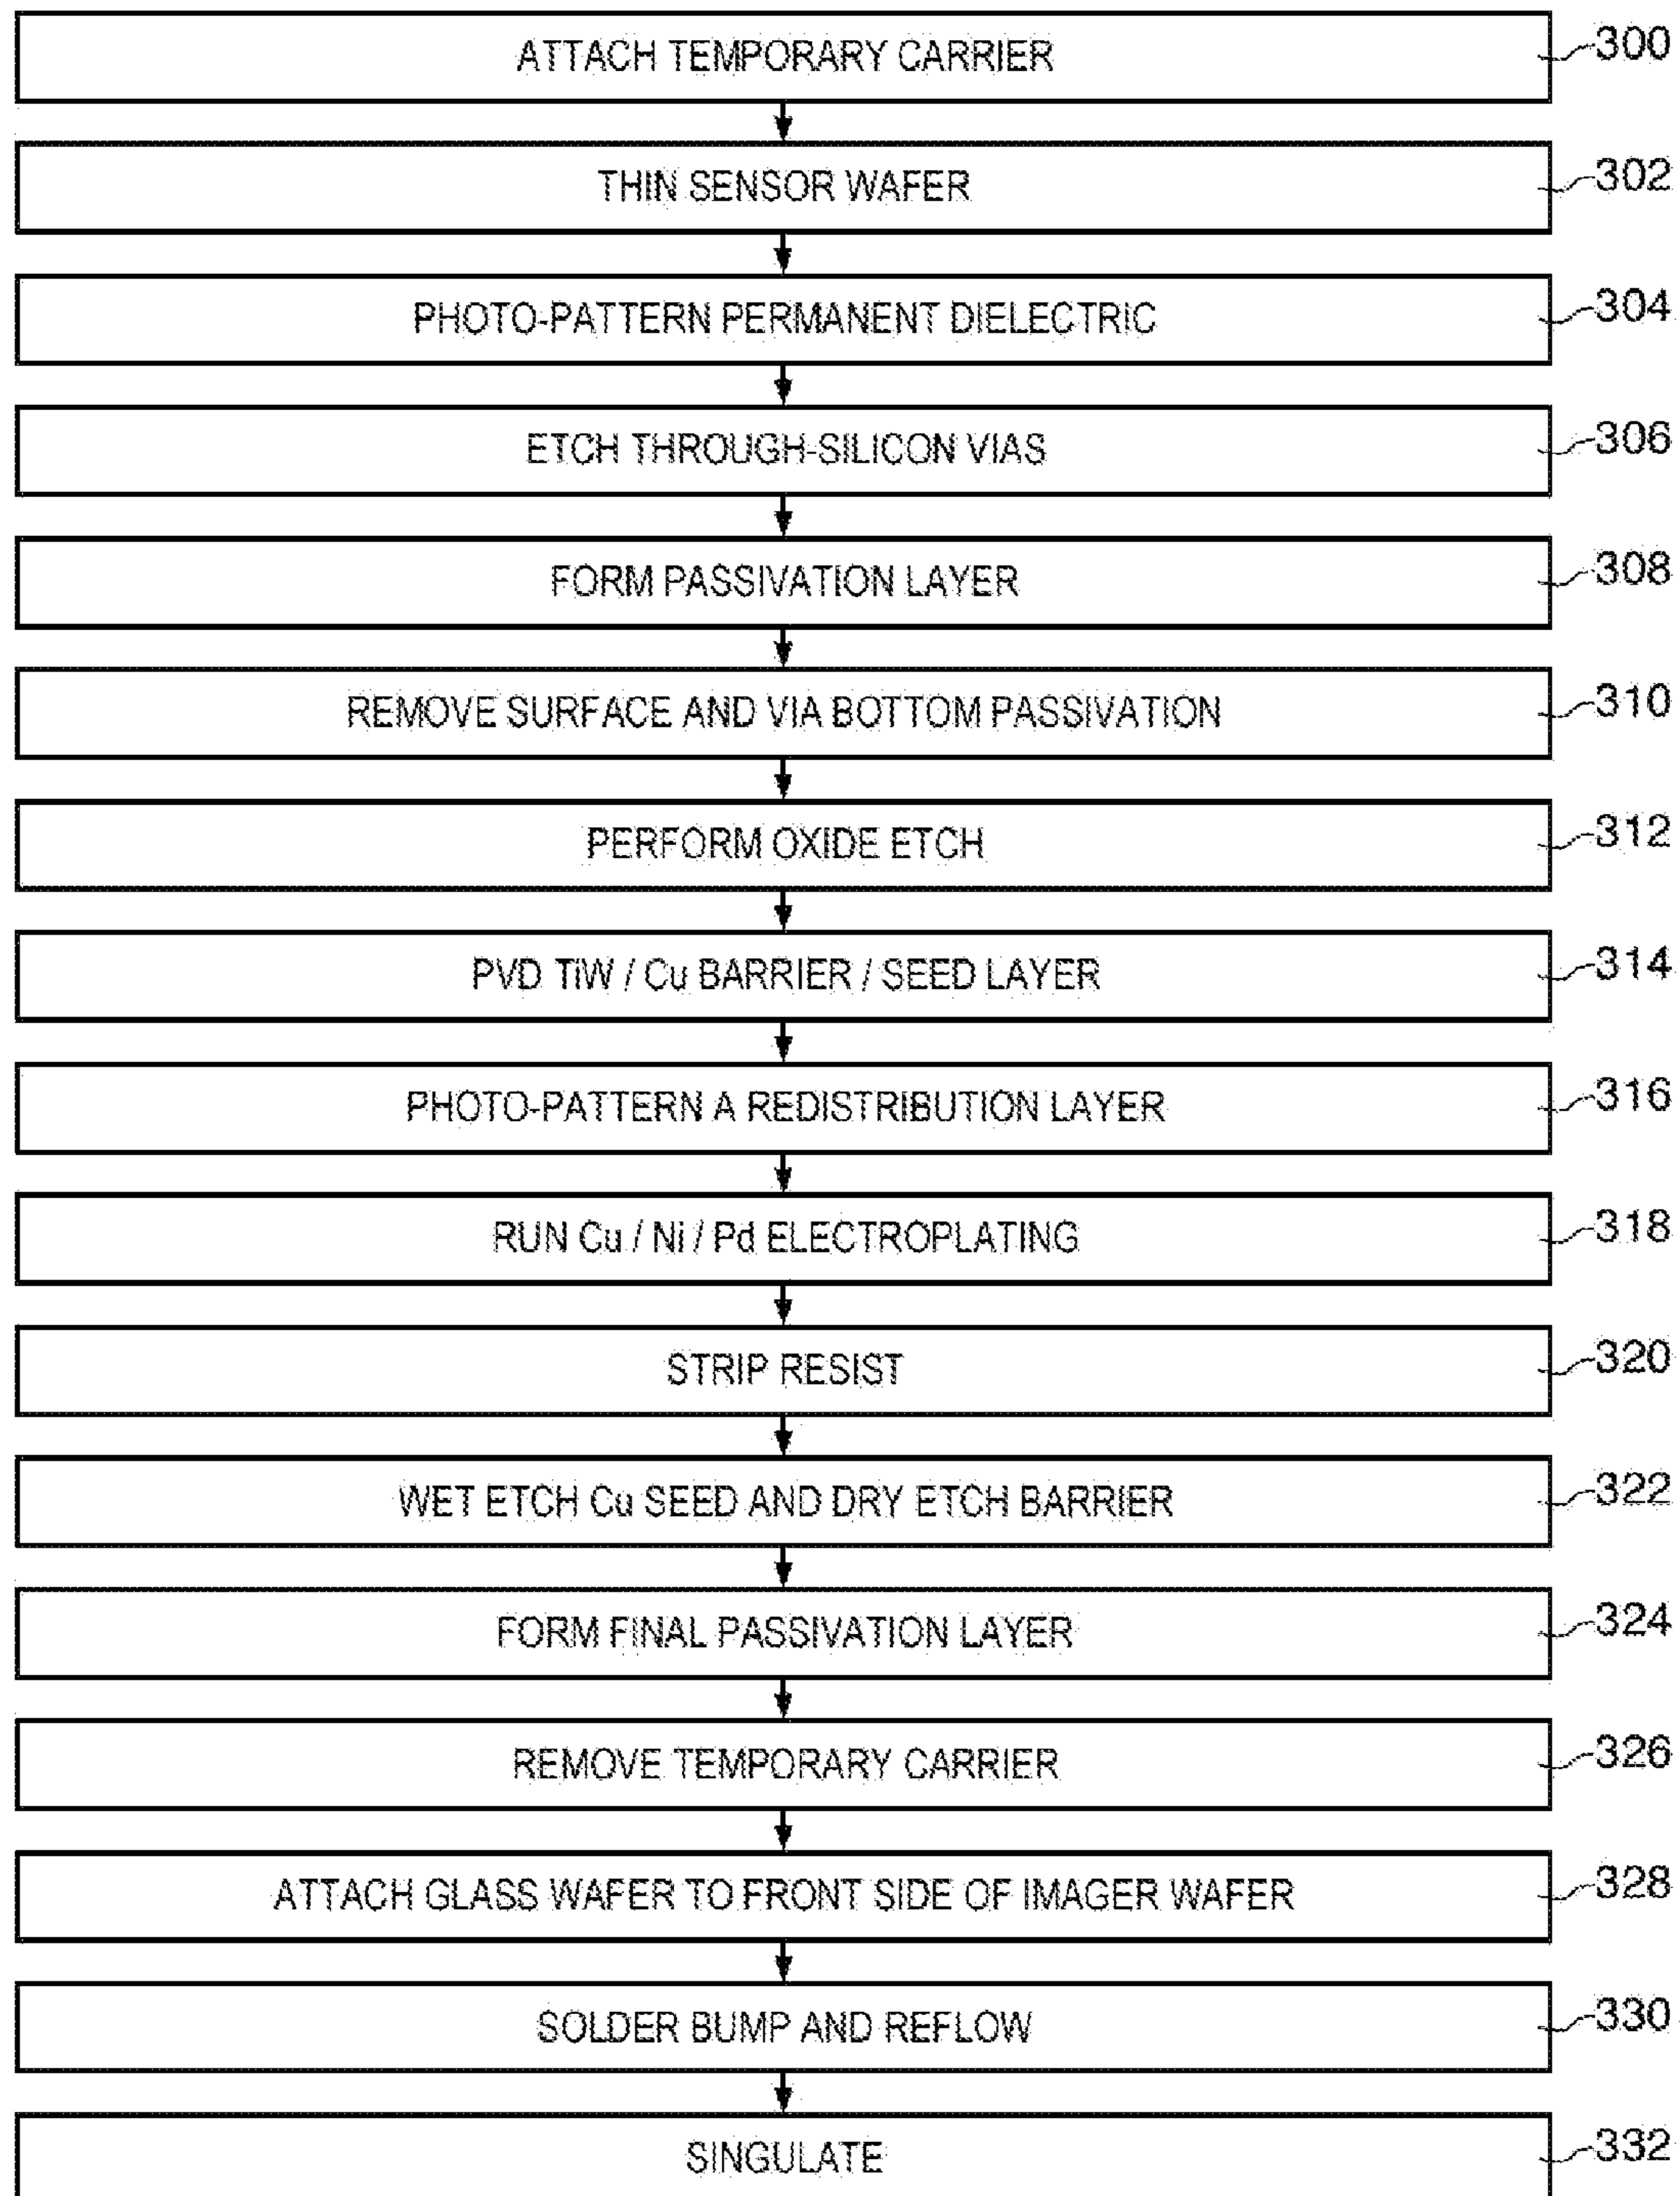 ATTACH TEMPORARY CARRIER 300
THIN SENSOR WAFER 302
PHOTO-PATTERN PERMANENT DIELECTRIC 304
ETCH THROUGH-SILICON VIAS 306
FORM PASSIVATION LAYER 308
REMOVE SURFACE AND VIA BOTTOM PASSIVATION 310
PERFORM OXIDE ETCH 312
PVD TiW / Cu BARRIER / SEED LAYER 314
PHOTO-PATTERN A REDISTRIBUTION LAYER 316
RUN Cu / Ni / Pd ELECTROPLATING 318
STRIP RESIST 320
WET ETCH Cu SEED AND DRY ETCH BARRIER 322
FORM FINAL PASSIVATION LAYER 324
REMOVE TEMPORARY CARRIER 326
ATTACH GLASS WAFER TO FRONT SIDE OF IMAGER WAFER 328
SOLDER BUMP AND REFLOW 330
SINGULATE 332